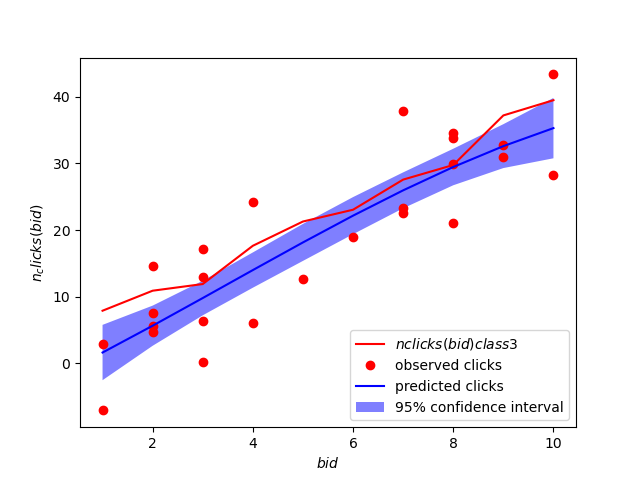 40
30
20
10
0
n_clicks(bid)
2
4
6
8
10
bid
nclicks(bid)class3
observed clicks
predicted clicks
95% confidence interval